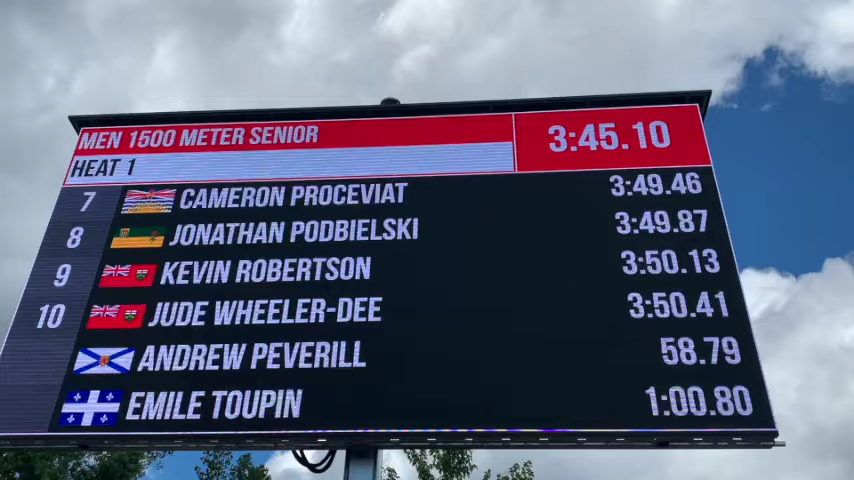 MEN 1500 METER SENIOR 3:45.10
HEAT 1
7 CAMERON PROCEVIAT 3:49.46
8 JONATHAN PODBIELSKI 3:49.87
9 KEVIN ROBERTSON 3:50.13
10 JUDE WHEELER-DEE 3:50.41
ANDREW PEVERILL 58.79
EMILE TOUPIN 1:00.80